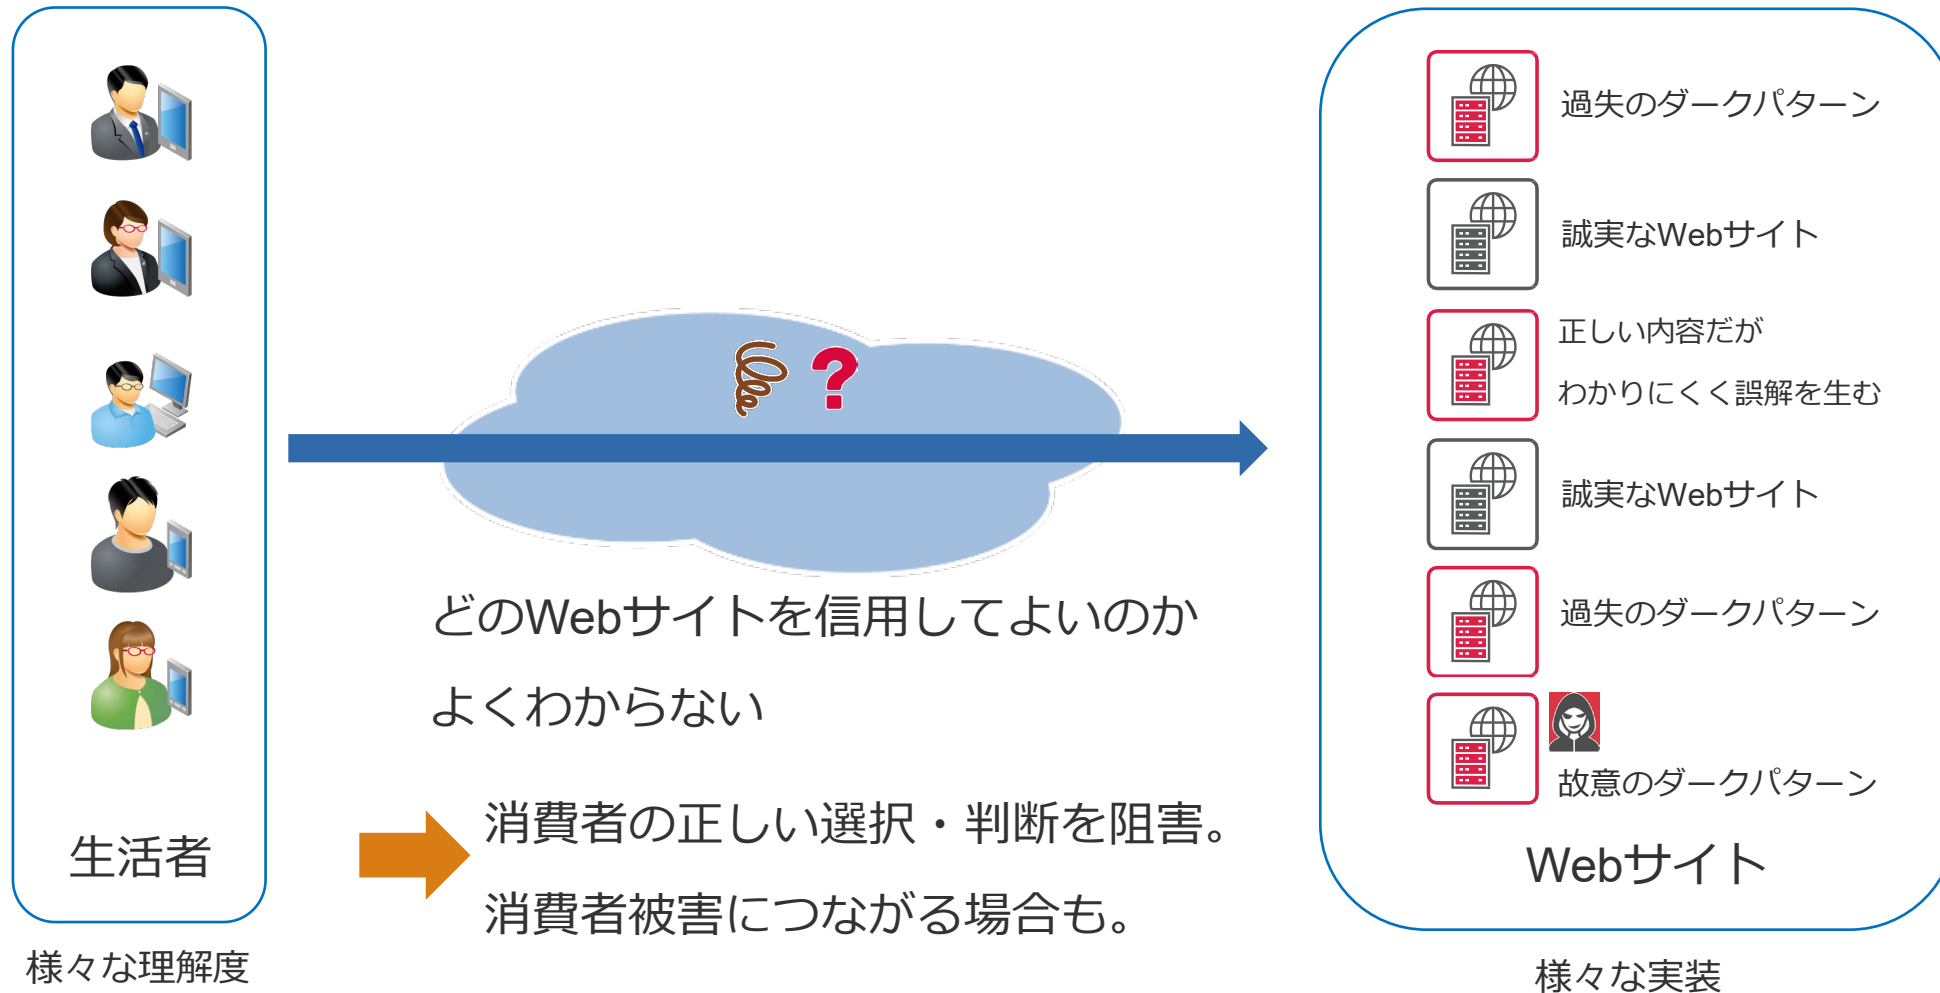 生活者
様々な理解度
?
どのWebサイトを信用してよいのか
よくわからない
消費者の正しい選択・判断を阻害。
消費者被害につながる場合も。
過失のダークパターン
誠実なWebサイト
正しい内容だが
わかりにくく誤解を生む
誠実なWebサイト
過失のダークパターン
故意のダークパターン
Webサイト
様々な実装